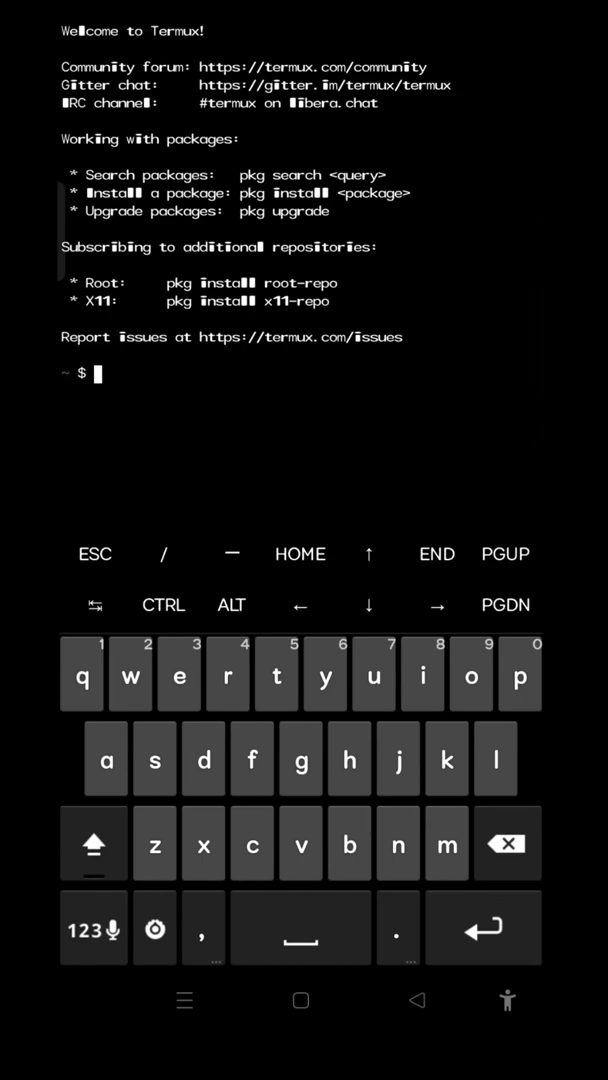 Welcome to Termux!
Community forum: https://termux.com/community
Gitter chat: https://gitter.im/termux/termux
IRC channel: #termux on libera.chat
Working with packages:
* Search packages: pkg search <query>
* Install a package: pkg install <package>
* Upgrade packages: pkg upgrade
Subscribing to additional repositories:
* Root: pkg install root-repo
* X11: pkg install x11-repo
Report issues at https://termux.com/issues
~ $
ESC / — HOME ↑ END PGUP
↹ CTRL ALT ← ↓ → PGDN
1 2 3 4 5 6 7 8 9 0
q w e r t y u i o p
a s d f g h j k l
z x c v b n m
123 , .